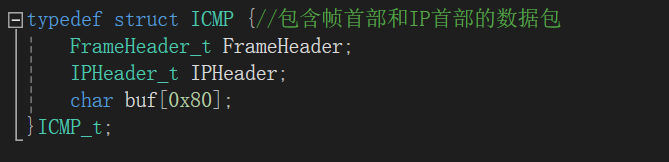 typedef struct ICMP {//包含帧首部和IP首部的数据包
FrameHeader_t FrameHeader;
IPHeader_t IPHeader;
char buf[0x80];
}ICMP_t;